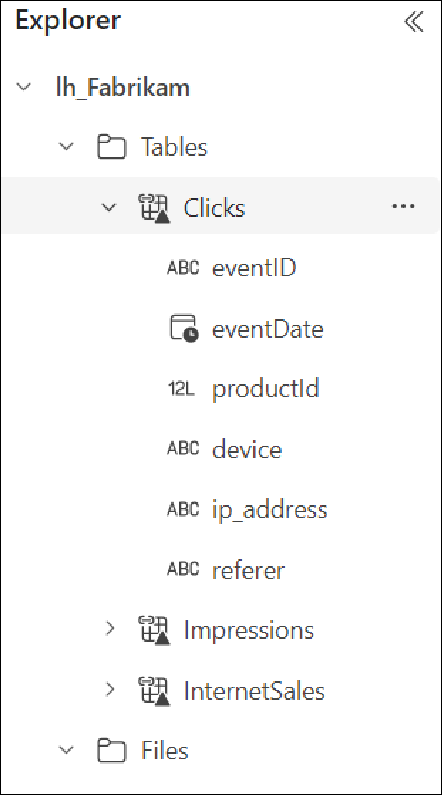 Explorer
lh_Fabrikam
Tables
Clicks
ABC eventID
eventDate
12L productId
ABC device
ABC ip_address
ABC referer
Impressions
InternetSales
Files